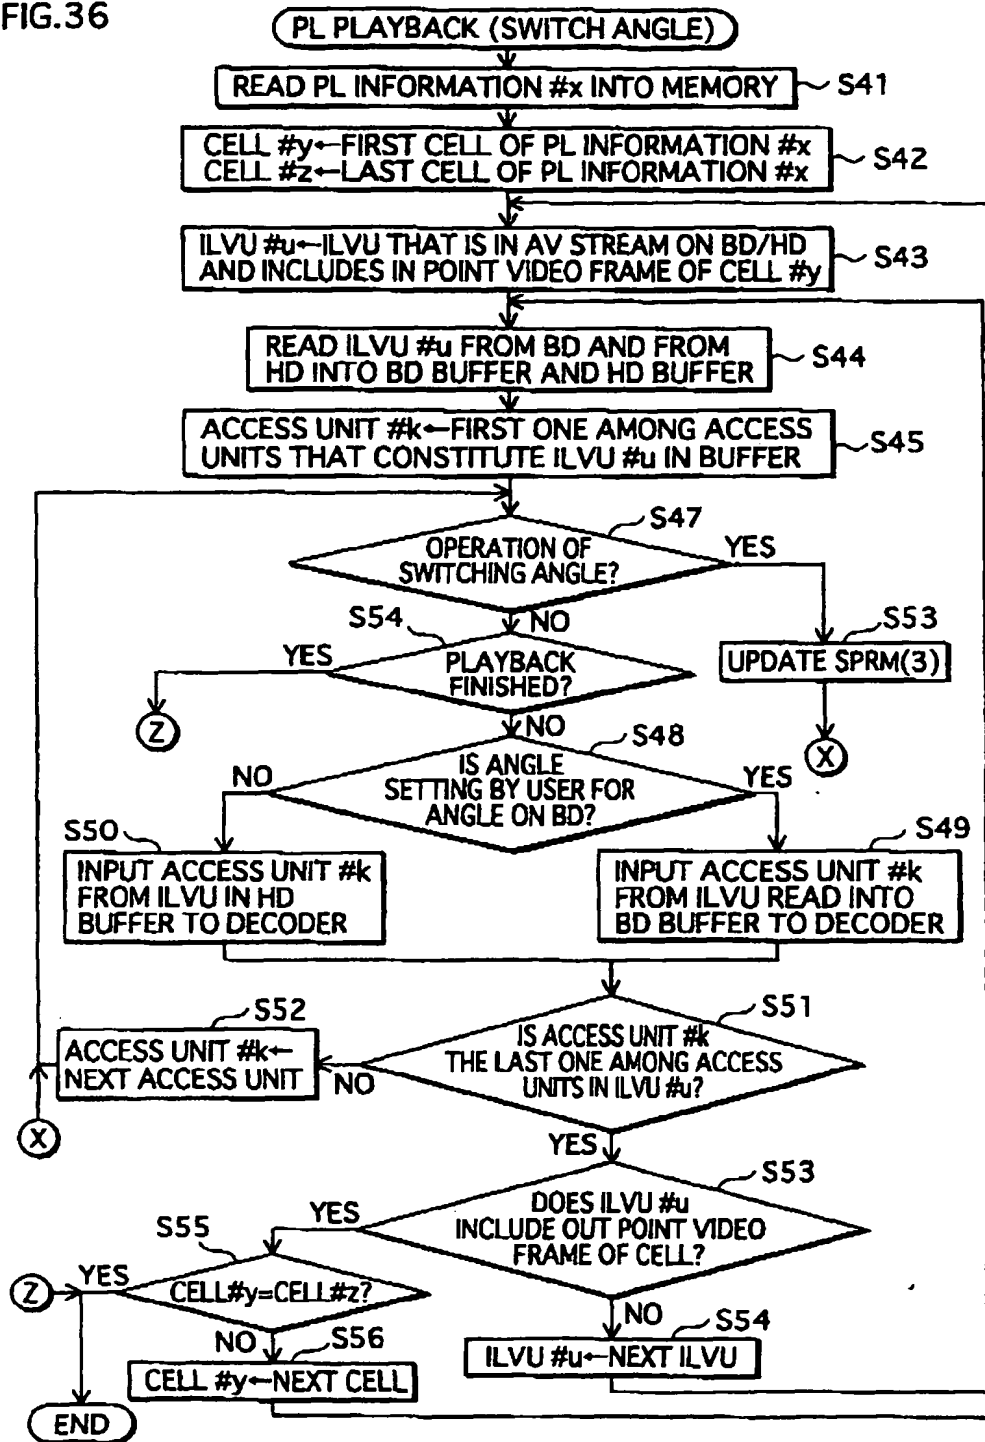 FIG.36
PL PLAYBACK (SWITCH ANGLE)
READ PL INFORMATION #x INTO MEMORY
S41
CELL #y←FIRST CELL OF PL INFORMATION #x
CELL #z←LAST CELL OF PL INFORMATION #x
S42
ILVU #u←ILVU THAT IS IN AV STREAM ON BD/HD
AND INCLUDES IN POINT VIDEO FRAME OF CELL #y
S43
READ ILVU #u FROM BD AND FROM
HD INTO BD BUFFER AND HD BUFFER
S44
ACCESS UNIT #k←FIRST ONE AMONG ACCESS
UNITS THAT CONSTITUTE ILVU #u IN BUFFER
S45
S47
OPERATION OF
SWITCHING ANGLE?
YES
NO
S53
UPDATE SPRM(3)
X
S54
YES
PLAYBACK
FINISHED?
Z
NO
S48
NO
IS ANGLE
SETTING BY USER FOR
ANGLE ON BD?
YES
S50
INPUT ACCESS UNIT #k
FROM ILVU IN HD
BUFFER TO DECODER
S49
INPUT ACCESS UNIT #k
FROM ILVU READ INTO
BD BUFFER TO DECODER
S51
IS ACCESS UNIT #k
THE LAST ONE AMONG ACCESS
UNITS IN ILVU #u?
NO
S52
ACCESS UNIT #k←
NEXT ACCESS UNIT
X
YES
S53
DOES ILVU #u
INCLUDE OUT POINT VIDEO
FRAME OF CELL?
YES
S55
CELL#y=CELL#z?
YES
Z
NO
S54
ILVU #u←NEXT ILVU
NO
S56
CELL #y←NEXT CELL
END